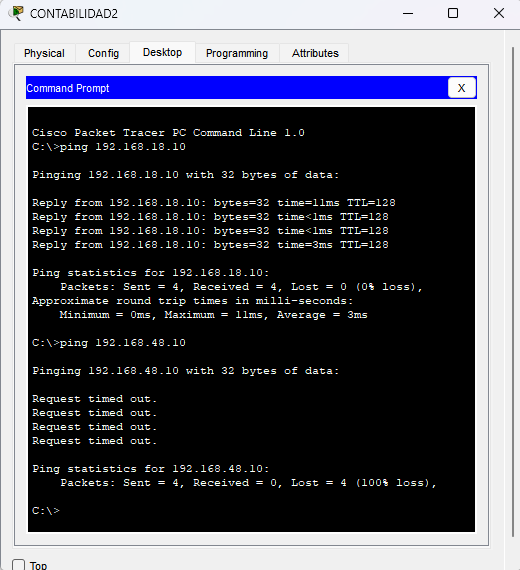 CONTABILIDAD2
Physical Config Desktop Programming Attributes
Command Prompt X
Cisco Packet Tracer PC Command Line 1.0
C:\>ping 192.168.18.10
Pinging 192.168.18.10 with 32 bytes of data:
Reply from 192.168.18.10: bytes=32 time=11ms TTL=128
Reply from 192.168.18.10: bytes=32 time<1ms TTL=128
Reply from 192.168.18.10: bytes=32 time<1ms TTL=128
Reply from 192.168.18.10: bytes=32 time=3ms TTL=128
Ping statistics for 192.168.18.10:
Packets: Sent = 4, Received = 4, Lost = 0 (0% loss),
Approximate round trip times in milli-seconds:
Minimum = 0ms, Maximum = 11ms, Average = 3ms
C:\>ping 192.168.48.10
Pinging 192.168.48.10 with 32 bytes of data:
Request timed out.
Request timed out.
Request timed out.
Request timed out.
Ping statistics for 192.168.48.10:
Packets: Sent = 4, Received = 0, Lost = 4 (100% loss),
C:\>
Top